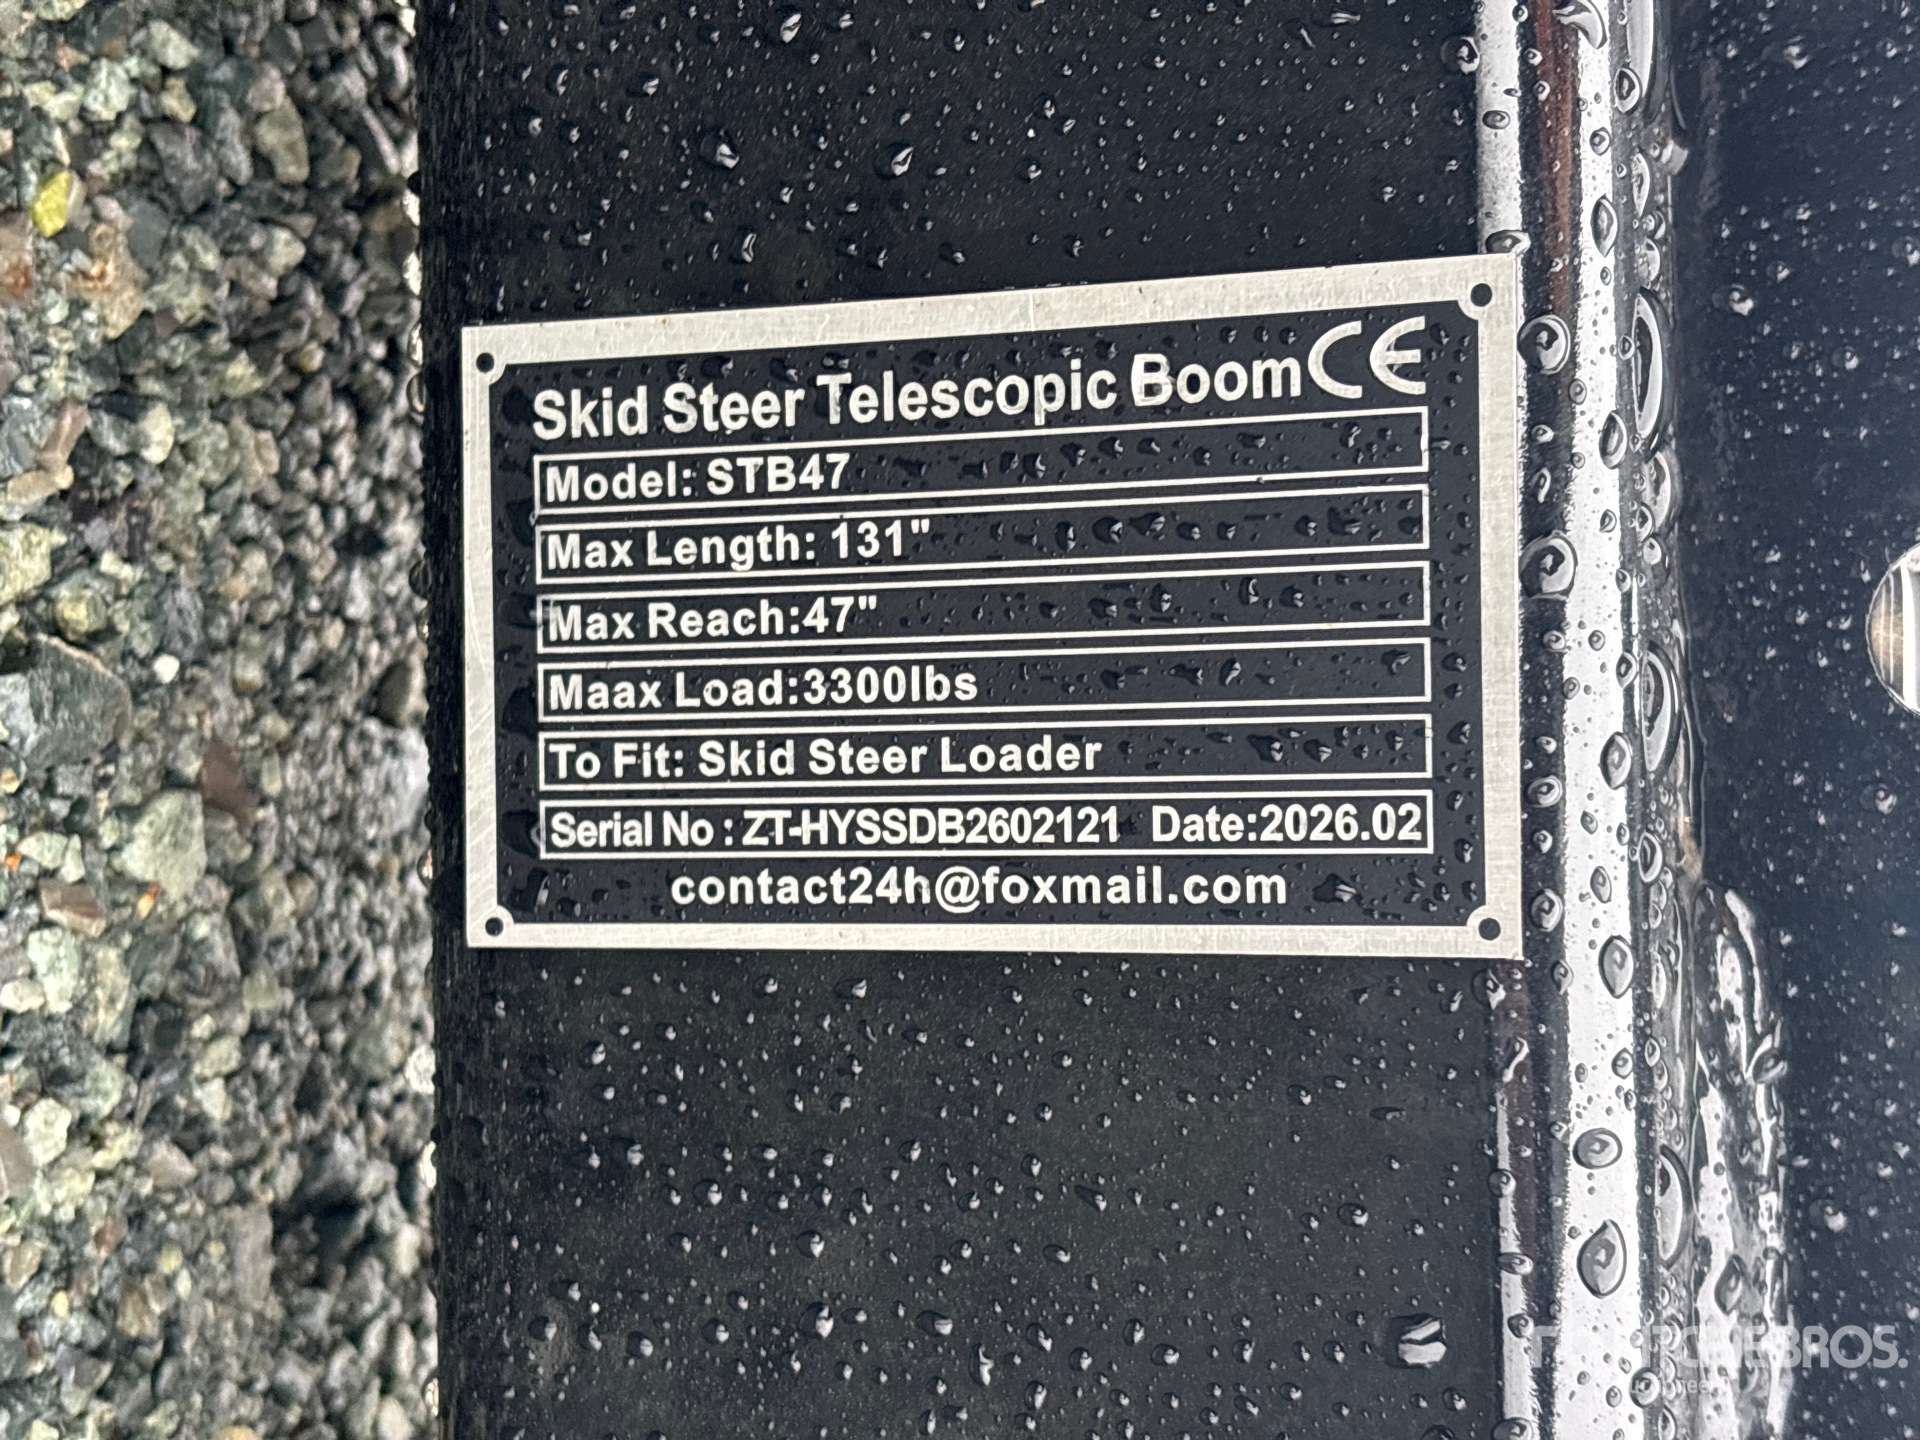 Skid Steer Telescopic Boom CE
Model: STB47
Max Length: 131"
Max Reach:47"
Maax Load:3300lbs
To Fit: Skid Steer Loader
Serial No : ZT-HYSSDB2602121 Date:2026.02
contact24h@foxmail.com
BROS.